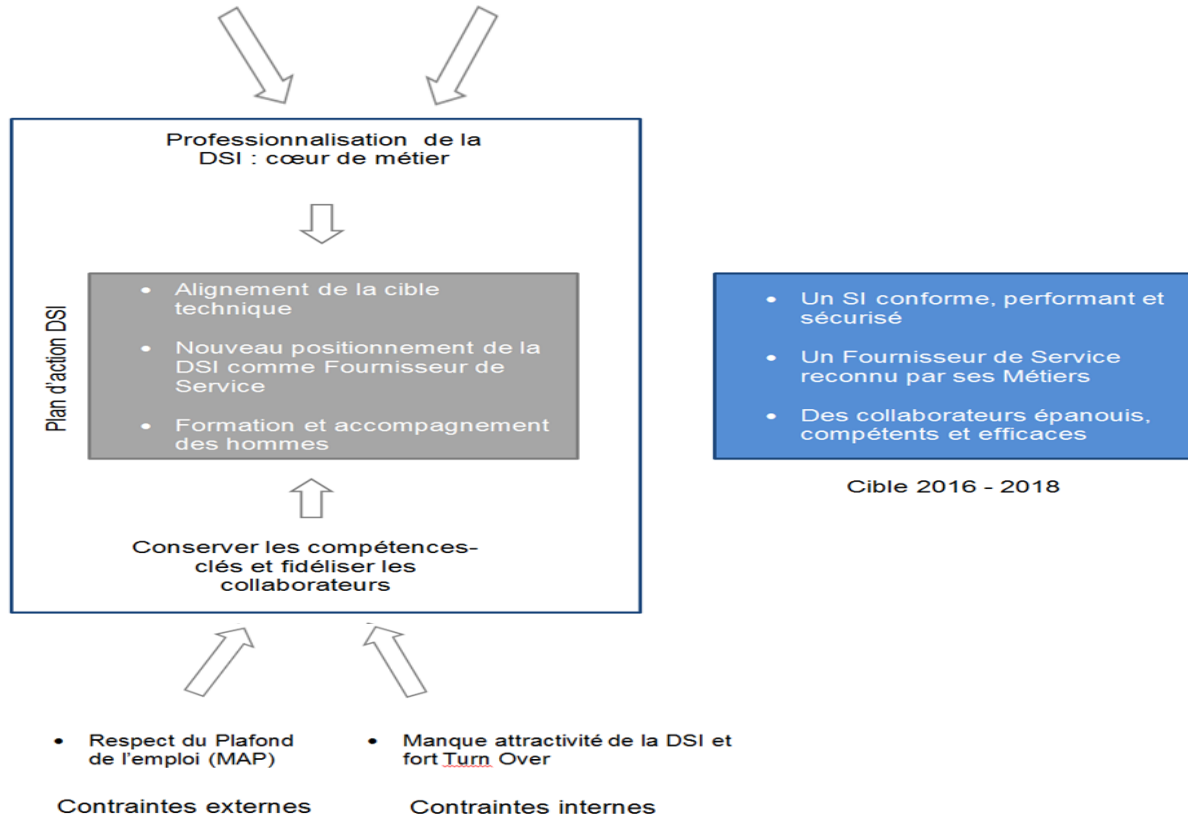 Professionnalisation de la
DSI : cœur de métier
Plan d'action DSI
• Alignement de la cible
technique
• Nouveau positionnement de la
DSI comme Fournisseur de
Service
• Formation et accompagnement
des hommes
• Un SI conforme, performant et
sécurisé
• Un Fournisseur de Service
reconnu par ses Métiers
• Des collaborateurs épanouis,
compétents et efficaces
Cible 2016 - 2018
Conserver les compétences-
clés et fidéliser les
collaborateurs
• Respect du Plafond
de l'emploi (MAP)
• Manque attractivité de la DSI et
fort Turn Over
Contraintes externes
Contraintes internes